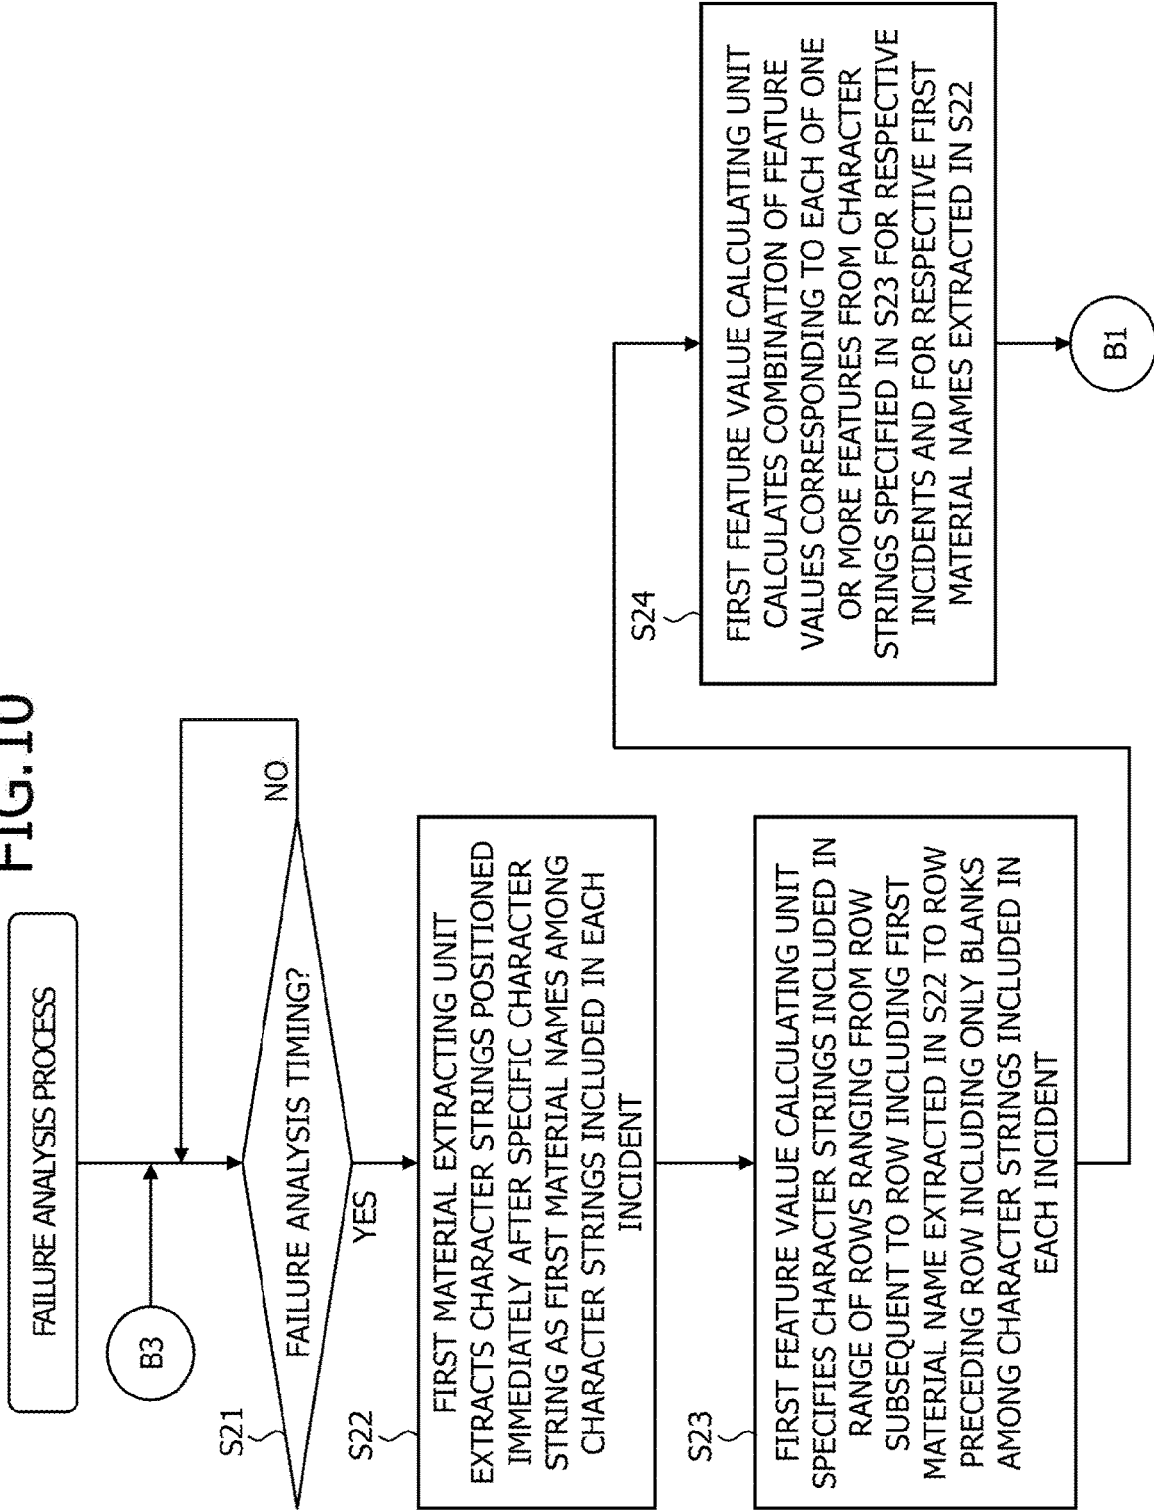 FIG.10
FAILURE ANALYSIS PROCESS
B3
S21
FAILURE ANALYSIS TIMING?
NO
YES
S22
FIRST MATERIAL EXTRACTING UNIT
EXTRACTS CHARACTER STRINGS POSITIONED
IMMEDIATELY AFTER SPECIFIC CHARACTER
STRING AS FIRST MATERIAL NAMES AMONG
CHARACTER STRINGS INCLUDED IN EACH
INCIDENT
S23
FIRST FEATURE VALUE CALCULATING UNIT
SPECIFIES CHARACTER STRINGS INCLUDED IN
RANGE OF ROWS RANGING FROM ROW
SUBSEQUENT TO ROW INCLUDING FIRST
MATERIAL NAME EXTRACTED IN S22 TO ROW
PRECEDING ROW INCLUDING ONLY BLANKS
AMONG CHARACTER STRINGS INCLUDED IN
EACH INCIDENT
S24
FIRST FEATURE VALUE CALCULATING UNIT
CALCULATES COMBINATION OF FEATURE
VALUES CORRESPONDING TO EACH OF ONE
OR MORE FEATURES FROM CHARACTER
STRINGS SPECIFIED IN S23 FOR RESPECTIVE
INCIDENTS AND FOR RESPECTIVE FIRST
MATERIAL NAMES EXTRACTED IN S22
B1